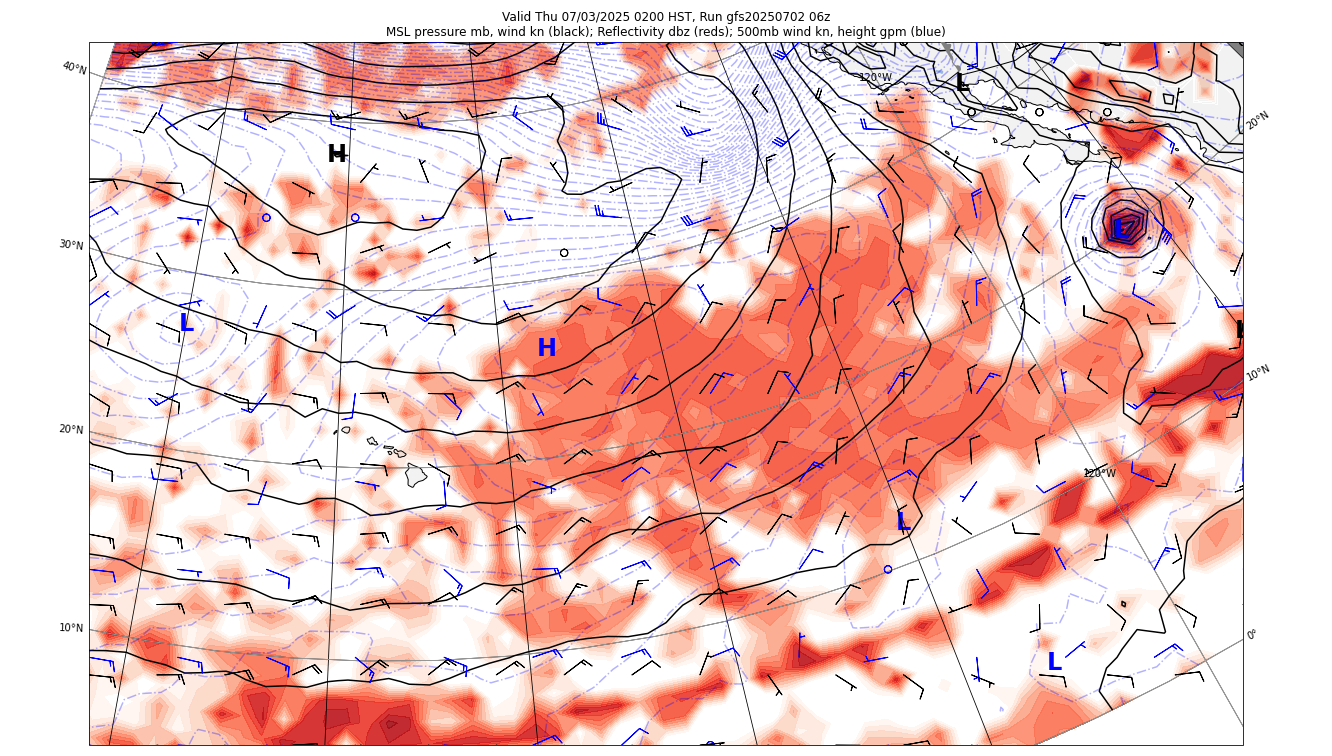 Valid Thu 07/03/2025 0200 HST, Run gfs20250702 06z
MSL pressure mb, wind kn (black); Reflectivity dbz (reds); 500mb wind kn, height gpm (blue)
40°N
120°W
L
20°N
H
L
30°N
L
H
10°N
20°N
120°W
L
10°N
0°
L